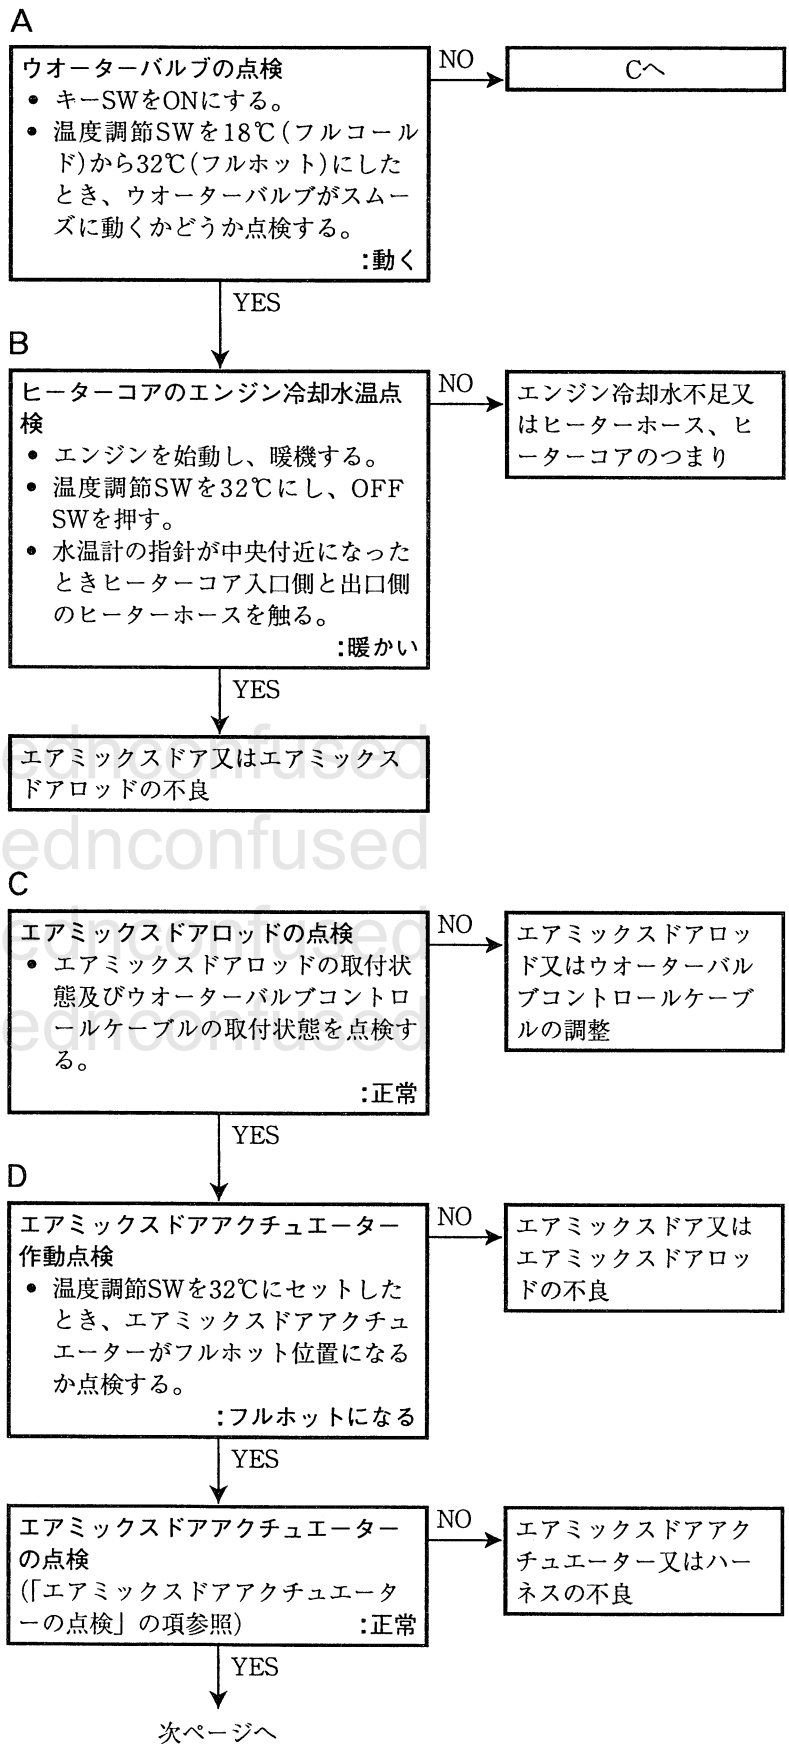 A
ウオーターバルブの点検
• キーSWをONにする。
• 温度調節SWを18℃(フルコール
ド)から32℃(フルホット)にした
とき、ウオーターバルブがスムー
ズに動くかどうか点検する。
:動く
NO
Cへ
YES
B
ヒーターコアのエンジン冷却水温点
検
• エンジンを始動し、暖機する。
• 温度調節SWを32℃にし、OFF
SWを押す。
• 水温計の指針が中央付近になった
ときヒーターコア入口側と出口側
のヒーターホースを触る。
:暖かい
NO
エンジン冷却水不足又
はヒーターホース、ヒ
ーターコアのつまり
YES
エアミックスドア又はエアミックス
ドアロッドの不良
ednconfused
ednconfused
C
エアミックスドアロッドの点検
• エアミックスドアロッドの取付状
態及びウオーターバルブコントロ
ールケーブルの取付状態を点検す
る。
:正常
ednconfused
ednconfused
NO
エアミックスドアロッ
ド又はウオーターバル
ブコントロールケーブ
ルの調整
YES
D
エアミックスドアアクチュエーター
作動点検
• 温度調節SWを32℃にセットした
とき、エアミックスドアアクチュ
エーターがフルホット位置になる
か点検する。
:フルホットになる
NO
エアミックスドア又は
エアミックスドアロッ
ドの不良
YES
エアミックスドアアクチュエーター
の点検
(「エアミックスドアアクチュエータ
ーの点検」の項参照) :正常
NO
エアミックスドアアク
チュエーター又はハー
ネスの不良
YES
次ページへ